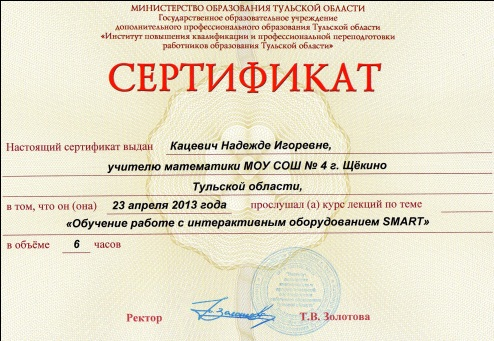 МИНИСТЕРСТВО ОБРАЗОВАНИЯ ТУЛЬСКОЙ ОБЛАСТИ
Государственное образовательное учреждение
дополнительного профессионального образования Тульской области
«Институт повышения квалификации и профессиональной переподготовки
работников образования Тульской области»
СЕРТИФИКАТ
Настоящий сертификат выдан Кацевич Надежде Игоревне,
учителю математики МОУ СОШ № 4 г. Щёкино
Тульской области,
в том, что он (она) 23 апреля 2013 года прослушал (а) курс лекций по теме
«Обучение работе с интерактивным оборудованием SMART»
в объёме 6 часов
Ректор Т.В. Золотова